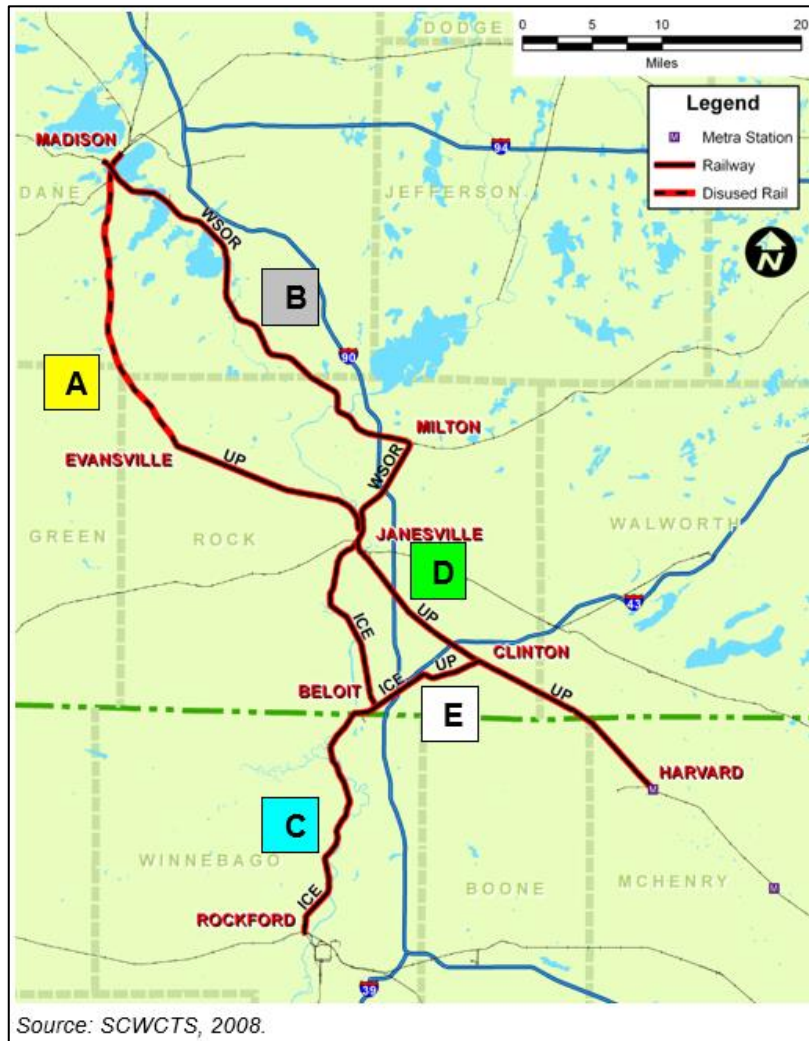 DODGE
0 5 10 20
Miles
Legend
M Metra Station
Railway
Disused Rail
MADISON
94
DANE
JEFFERSON
N
WSOR
B
90
A
MILTON
EVANSVILLE
UP
WSOR
WALWORTH
GREEN
ROCK
JANESVILLE
D
43
ICE
UP
CLINTON
UP
ICE
BELOIT
UP
E
HARVARD
M
C
WINNEBAGO
BOONE
MCHENRY
M
ICE
ROCKFORD
39
Source: SCWCTS, 2008.